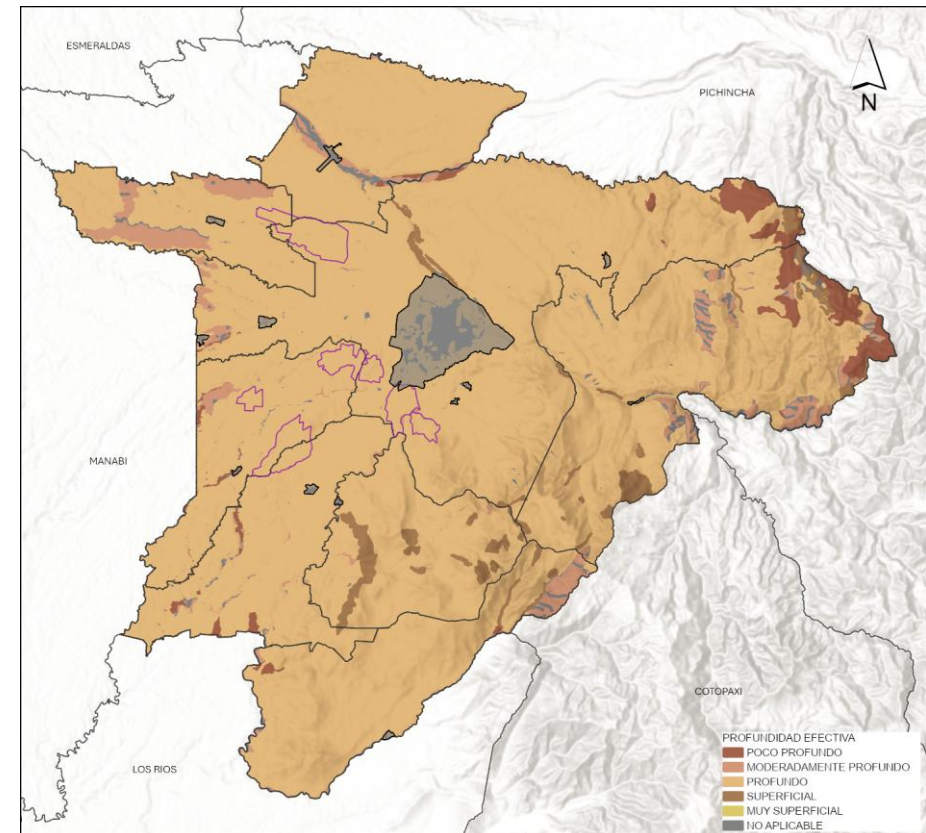 ESMERALDAS
PICHINCHA
N
MANABI
COTOPAXI
LOS RIOS
PROFUNDIDAD EFECTIVA
POCO PROFUNDO
MODERADAMENTE PROFUNDO
PROFUNDO
SUPERFICIAL
MUY SUPERFICIAL
NO APLICABLE